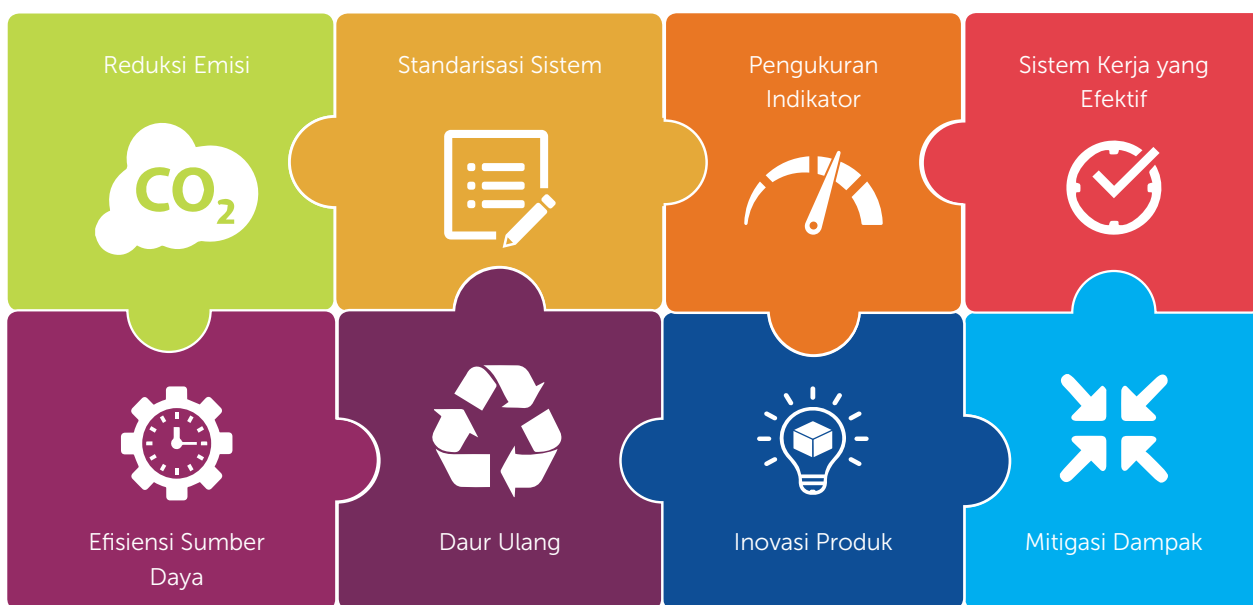 Reduksi Emisi
CO₂
Standarisasi Sistem
Pengukuran
Indikator
Sistem Kerja yang
Efektif
Efisiensi Sumber
Daya
Daur Ulang
Inovasi Produk
Mitigasi Dampak